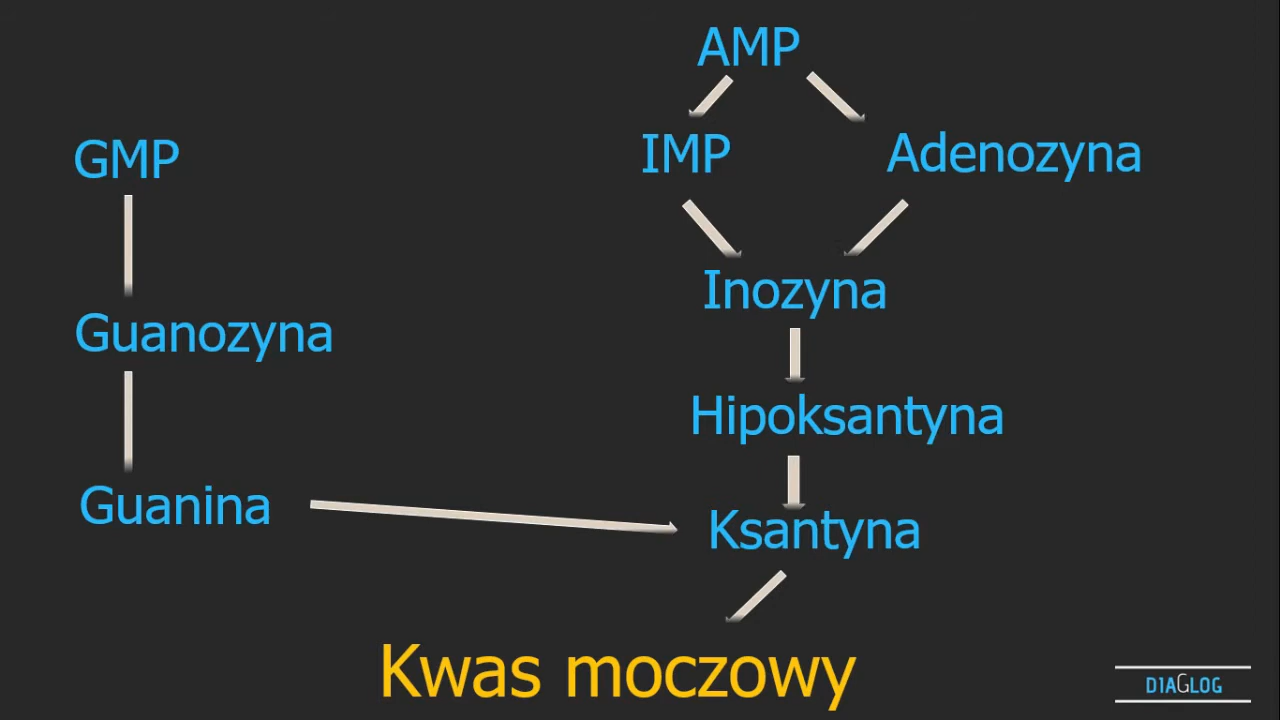 AMP
GMP
IMP
Adenozyna
Inozyna
Guanozyna
Hipoksantyna
Guanina
Ksantyna
Kwas moczowy
DIAGLOG